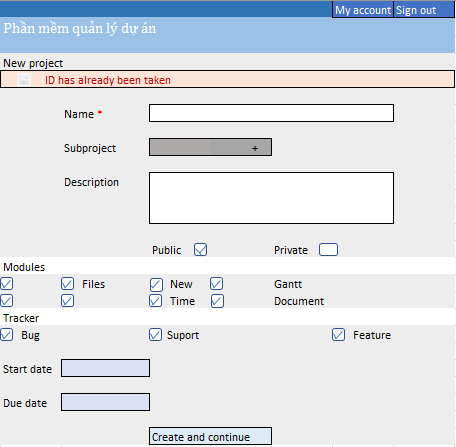 My account Sign out
Phần mềm quản lý dự án
New project
ID has already been taken
Name *
Subproject +
Description
Public Private
Modules
Files New Gantt
Time Document
Tracker
Bug Suport Feature
Start date
Due date
Create and continue